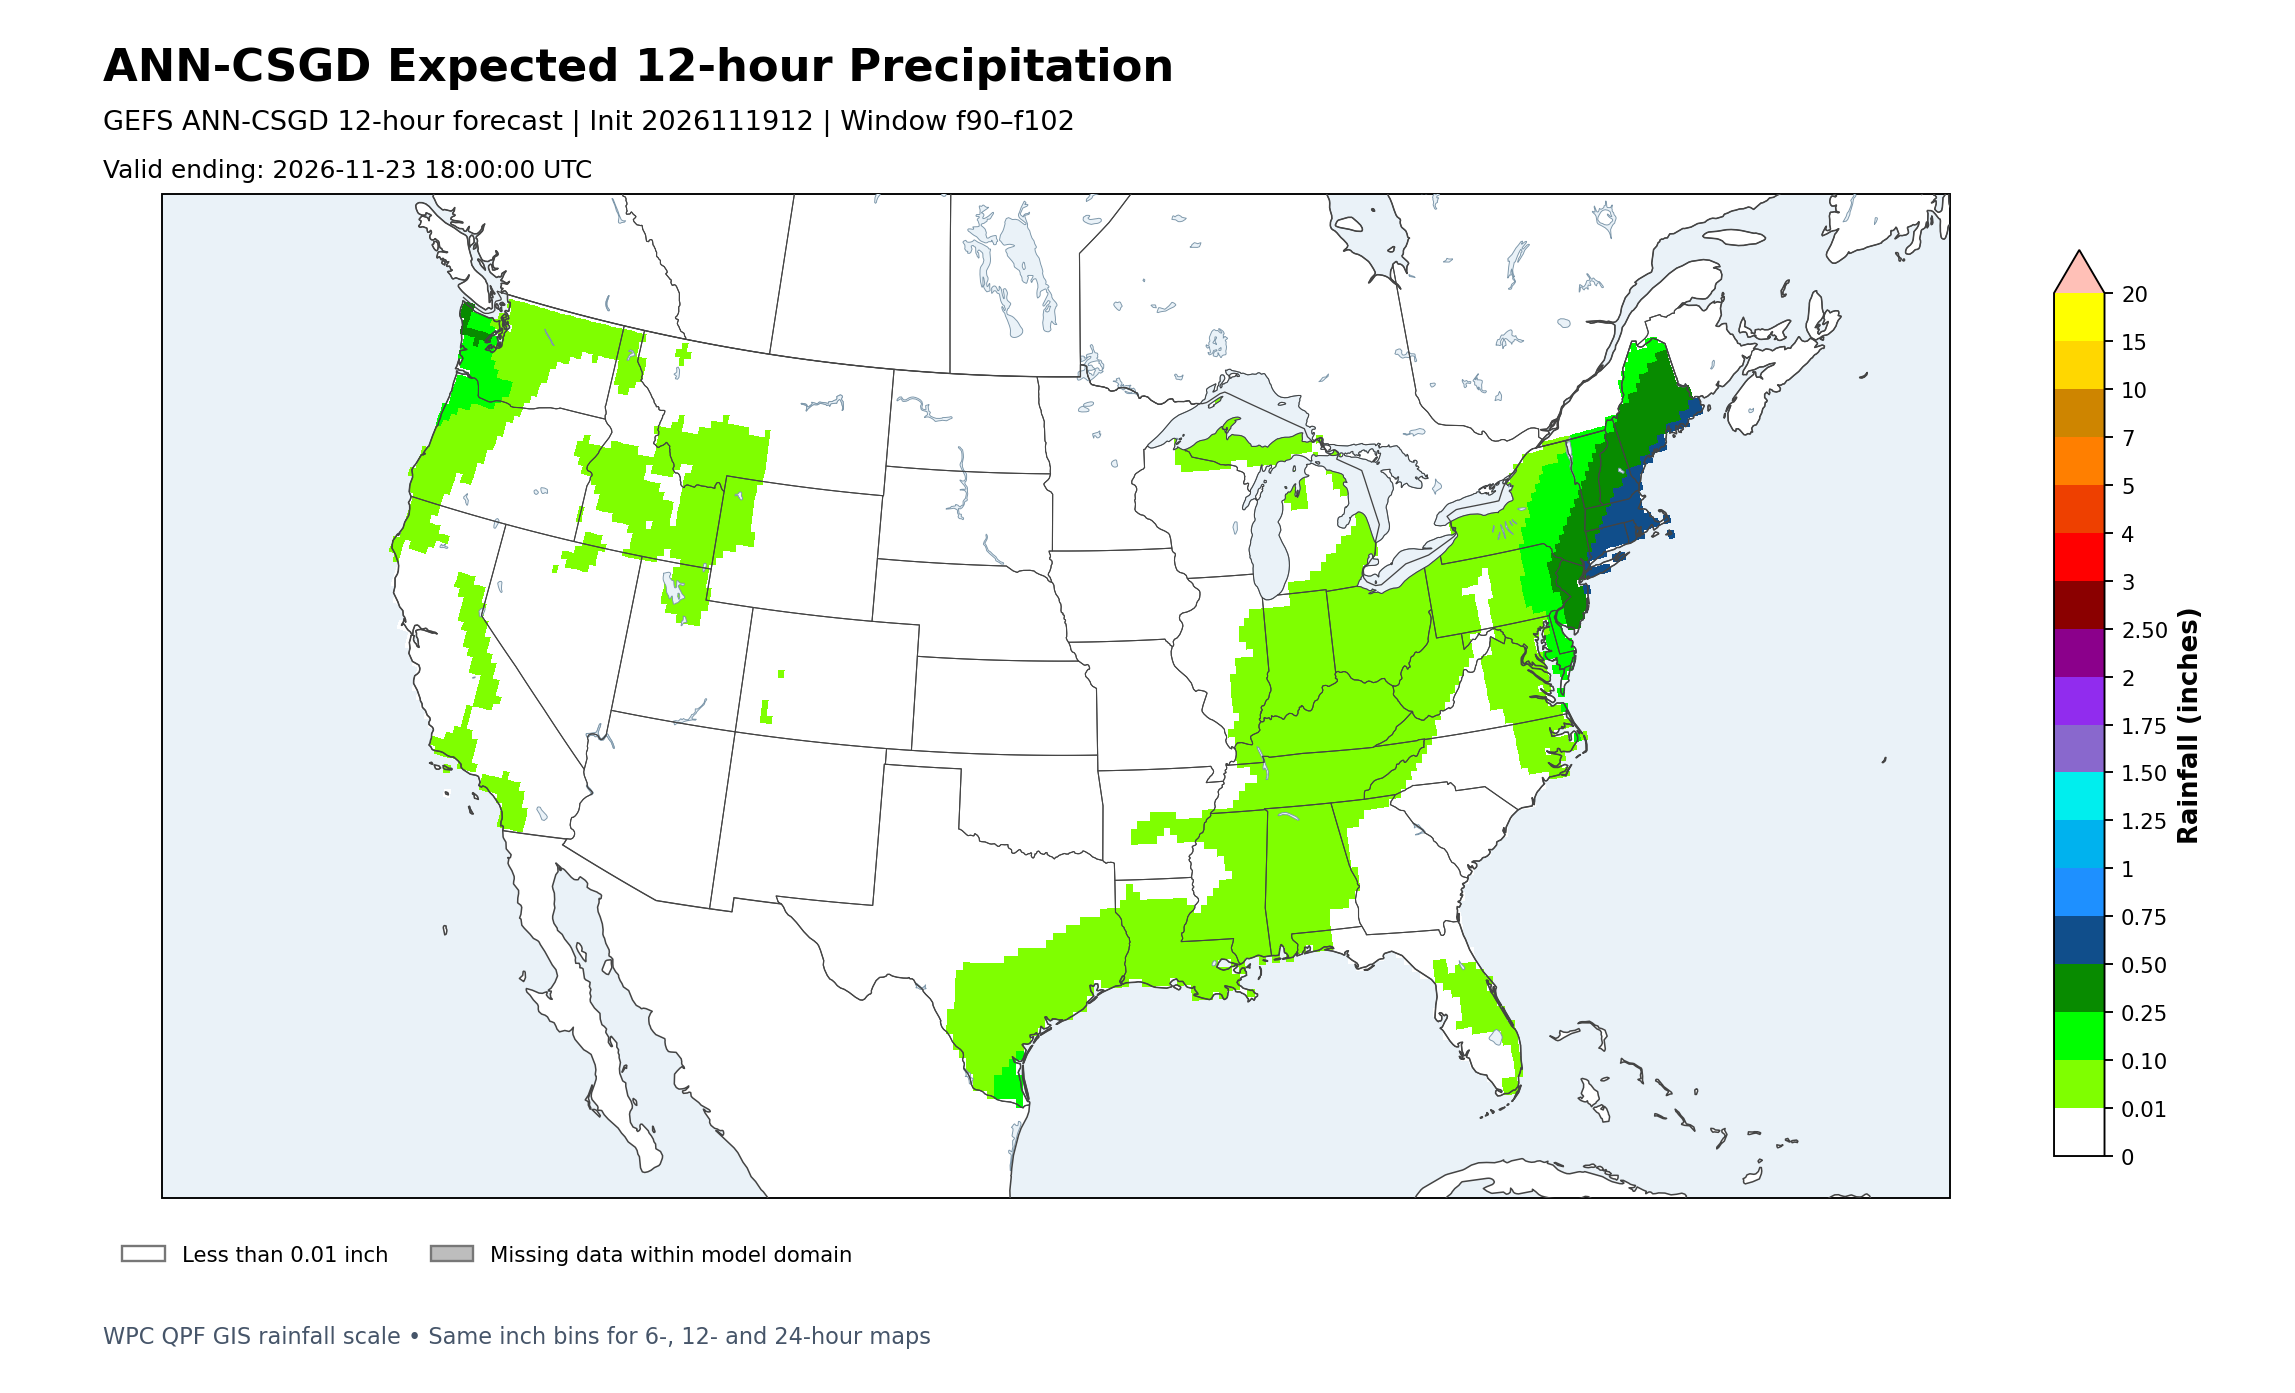 ANN-CSGD Expected 12-hour Precipitation
GEFS ANN-CSGD 12-hour forecast | Init 2026111912 | Window f90–f102
Valid ending: 2026-11-23 18:00:00 UTC
20
15
10
7
5
4
3
2.50
2
1.75
1.50
1.25
1
0.75
0.50
0.25
0.10
0.01
0
Rainfall (inches)
Less than 0.01 inch
Missing data within model domain
WPC QPF GIS rainfall scale • Same inch bins for 6-, 12- and 24-hour maps